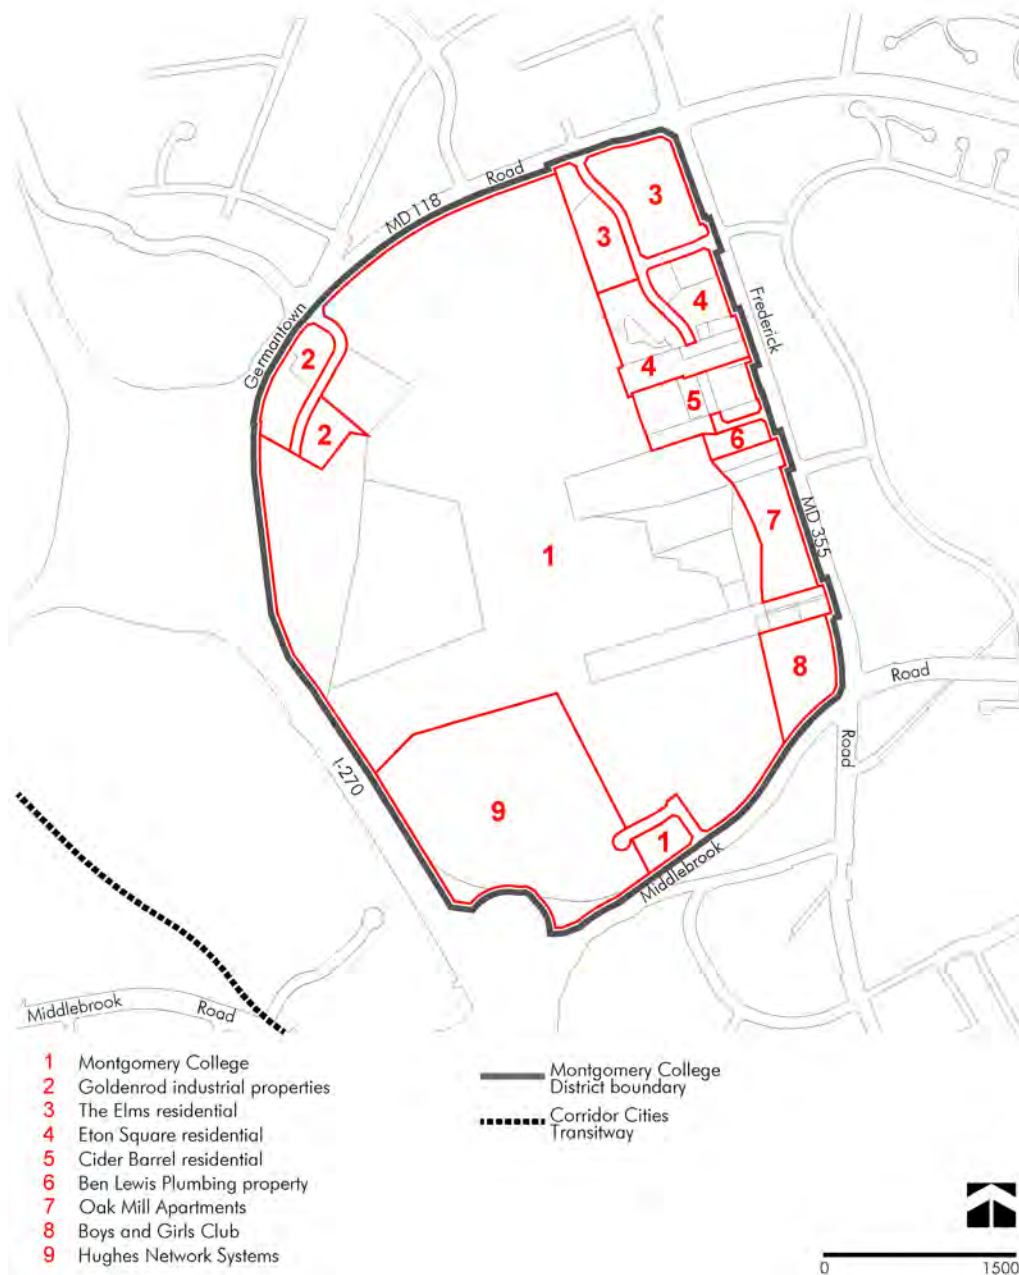 MD 118 Road
Germantown
3
3
Frederick
4
2
4
5
2
6
7
MD 355
1
8
Road
Road
I-270
9
1
Middlebrook
Middlebrook Road
1 Montgomery College
2 Goldenrod industrial properties
3 The Elms residential
4 Eton Square residential
5 Cider Barrel residential
6 Ben Lewis Plumbing property
7 Oak Mill Apartments
8 Boys and Girls Club
9 Hughes Network Systems
Montgomery College
District boundary
Corridor Cities
Transitway
0 1500